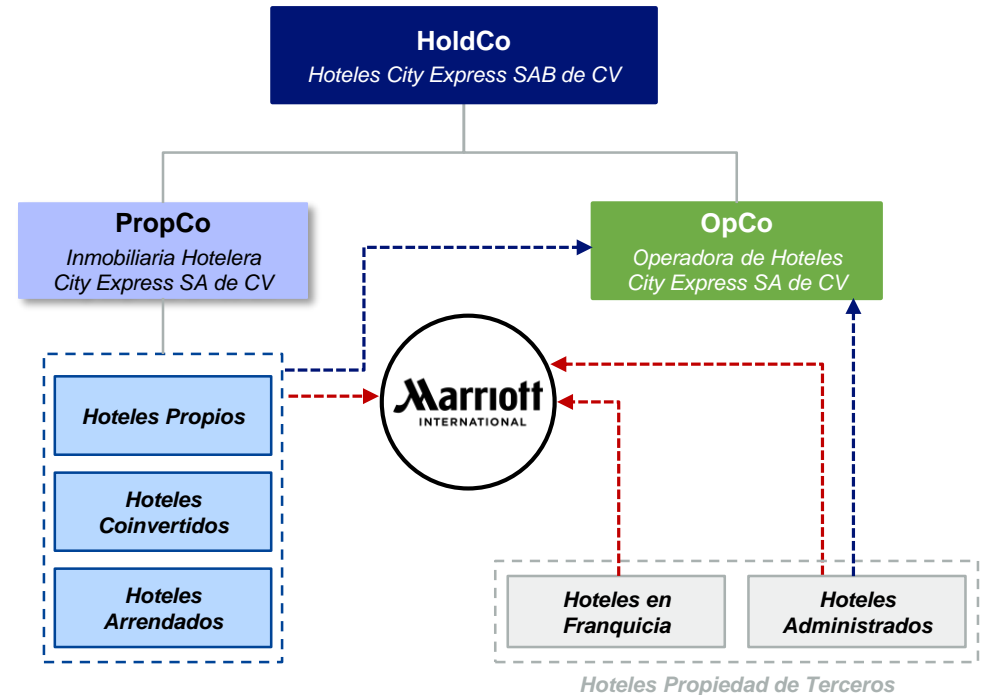 HoldCo
Hoteles City Express SAB de CV
PropCo
Inmobiliaria Hotelera
City Express SA de CV
OpCo
Operadora de Hoteles
City Express SA de CV
Marriott
INTERNATIONAL
Hoteles Propios
Hoteles
Coinvertidos
Hoteles
Arrendados
Hoteles en
Franquicia
Hoteles
Administrados
Hoteles Propiedad de Terceros